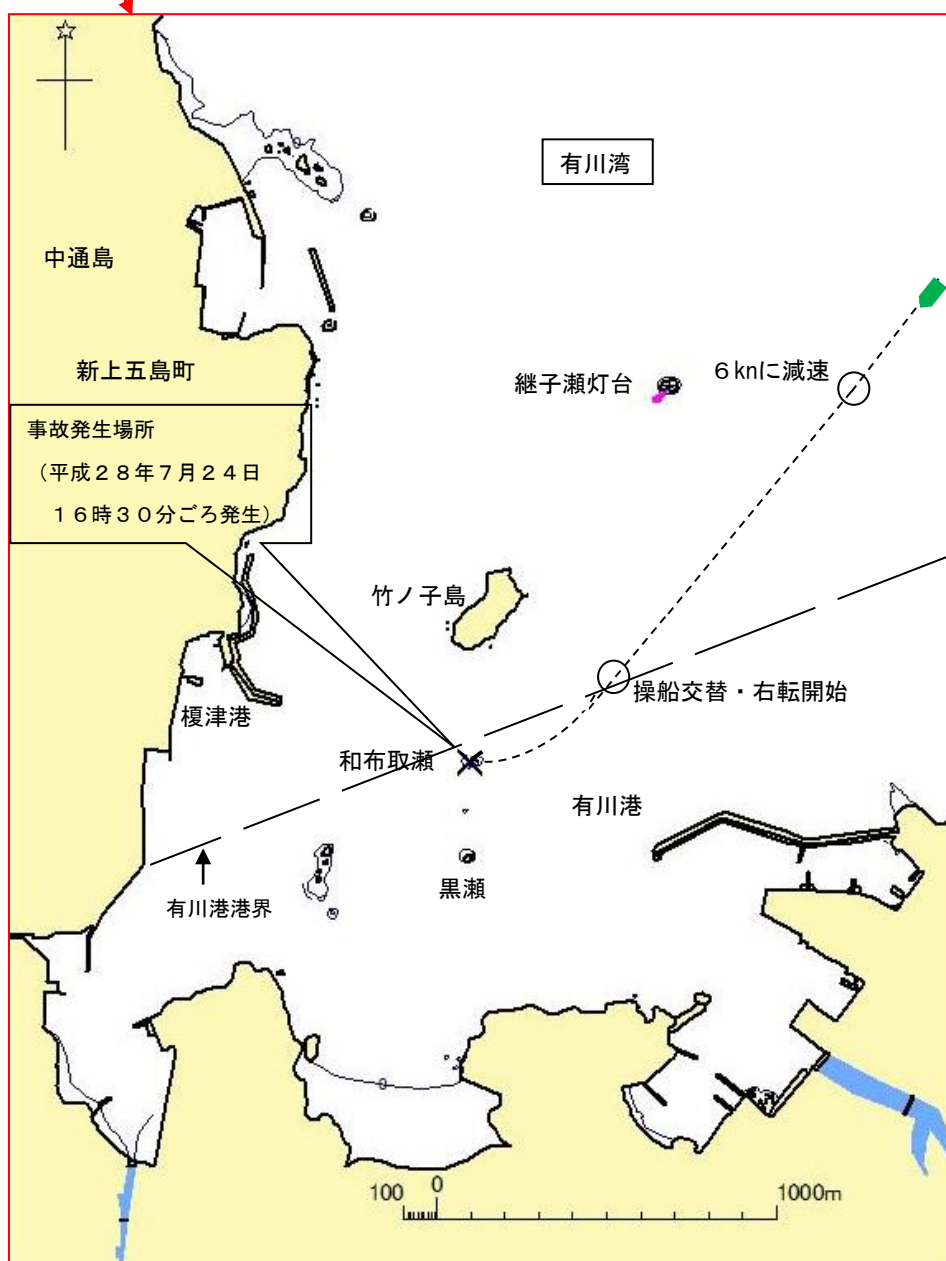 有川湾
中通島
新上五島町
継子瀬灯台
６knに減速
事故発生場所
（平成２８年７月２４日
１６時３０分ごろ発生）
竹ノ子島
操船交替・右転開始
榎津港
和布取瀬
有川港
黒瀬
有川港港界
100 0 1000m